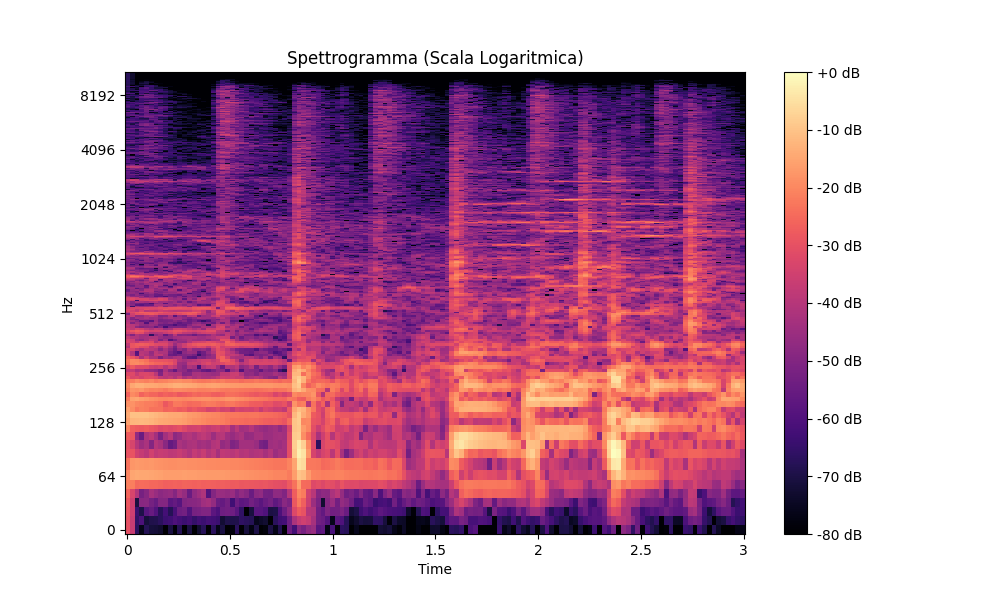 Spettrogramma (Scala Logaritmica)
8192
4096
2048
1024
512
256
128
64
0
Hz
0
0.5
1
1.5
2
2.5
3
Time
+0 dB
-10 dB
-20 dB
-30 dB
-40 dB
-50 dB
-60 dB
-70 dB
-80 dB